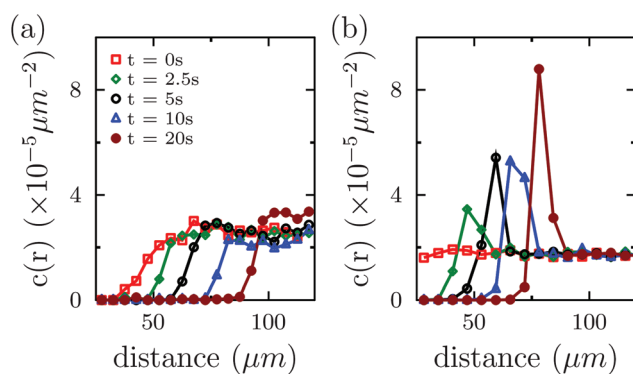 (a)
(b)
c(r) (×10⁻⁵μm⁻²)
8
4
0
t = 0s
t = 2.5s
t = 5s
t = 10s
t = 20s
50
100
distance (μm)
c(r) (×10⁻⁵μm⁻²)
8
4
0
50
100
distance (μm)